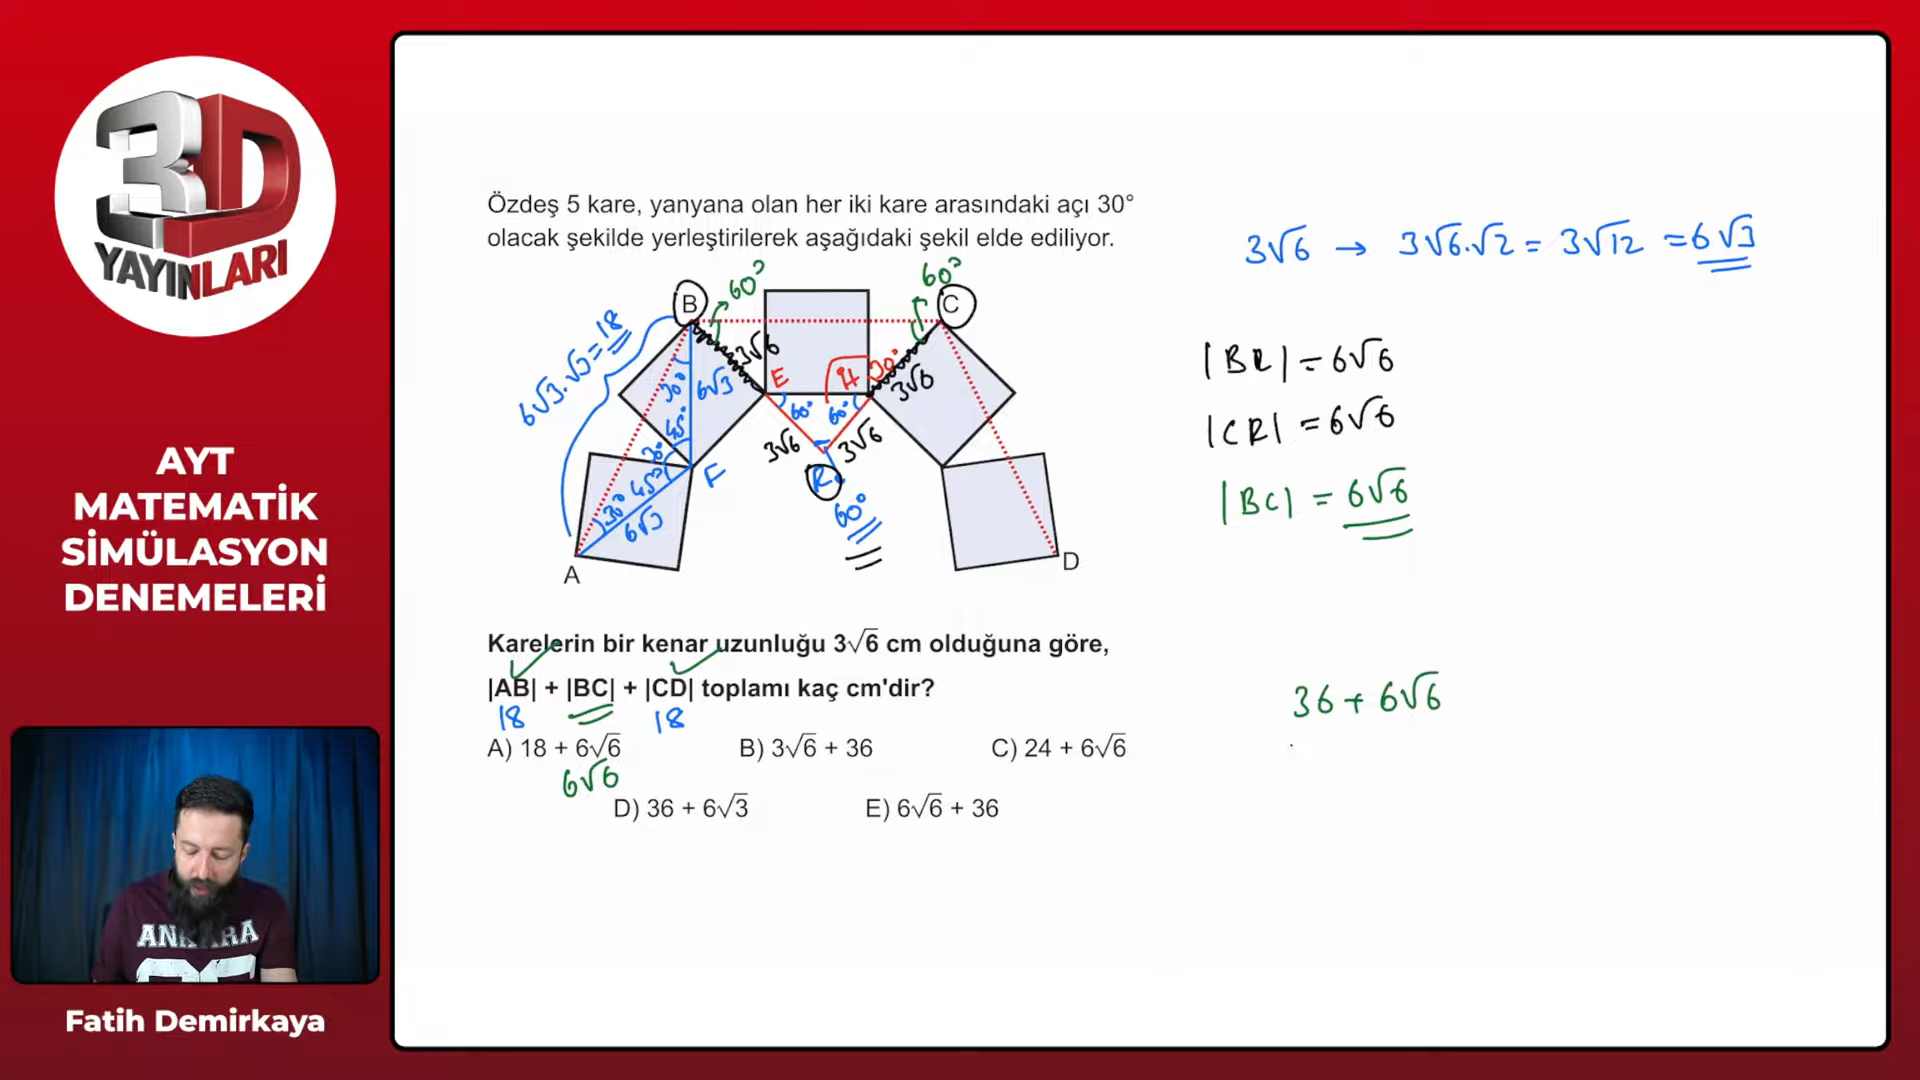 3D
YAYINLARI
AYT
MATEMATİK
SİMÜLASYON
DENEMELERİ
ANKARA
Fatih Demirkaya
Özdeş 5 kare, yanyana olan her iki kare arasındaki açı 30°
olacak şekilde yerleştirilerek aşağıdaki şekil elde ediliyor.
B
60°
60°
C
6√3.√3=18
3√6
E
H
30°
3√6
30°
6√3
45°
60°
60°
3√6
3√6
30°
45°
F
R
30°
6√3
60°
A
D
Karelerin bir kenar uzunluğu 3√6 cm olduğuna göre,
|AB| + |BC| + |CD| toplamı kaç cm'dir?
18
18
A) 18 + 6√6
B) 3√6 + 36
C) 24 + 6√6
6√6
D) 36 + 6√3
E) 6√6 + 36
3√6 → 3√6.√2 = 3√12 = 6√3
|BR| = 6√6
|CR| = 6√6
|BC| = 6√6
36 + 6√6